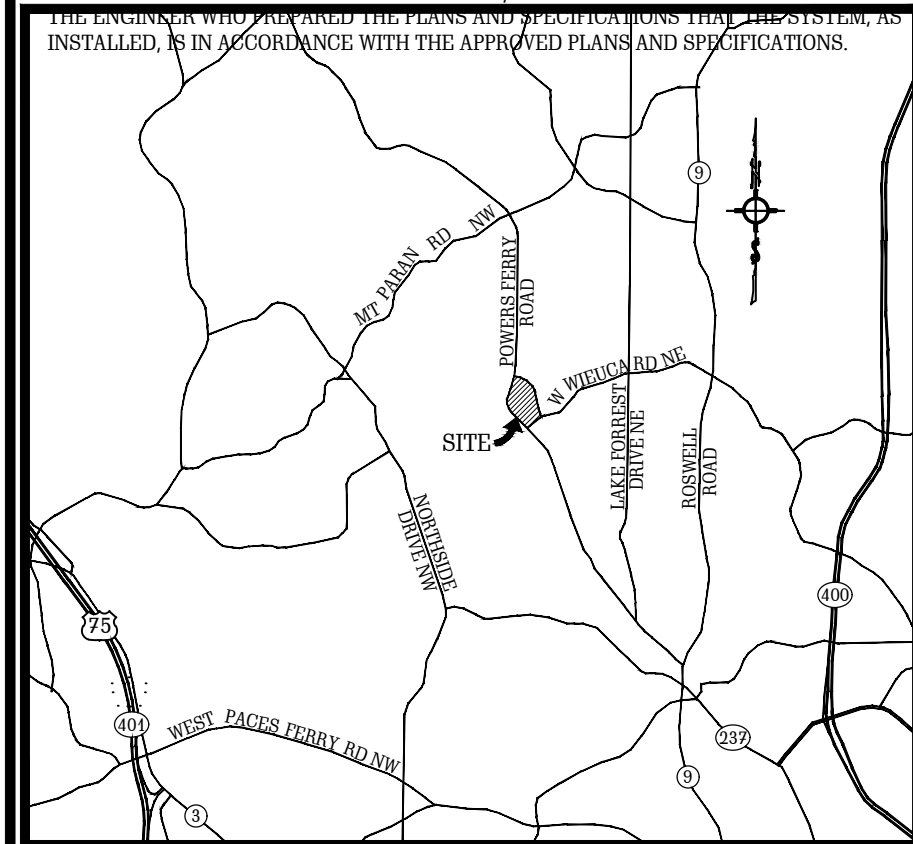 THE ENGINEER WHO PREPARED THE PLANS AND SPECIFICATIONS THAT THE SYSTEM, AS
INSTALLED, IS IN ACCORDANCE WITH THE APPROVED PLANS AND SPECIFICATIONS.
9
N
MT PARAN RD NW
POWERS FERRY
ROAD
S
W WIEUCA RD NE
SITE
LAKE FORREST
DRIVE NE
ROSWELL
ROAD
NORTHSIDE
DRIVE NW
400
75
401
WEST PACES FERRY RD NW
237
9
3